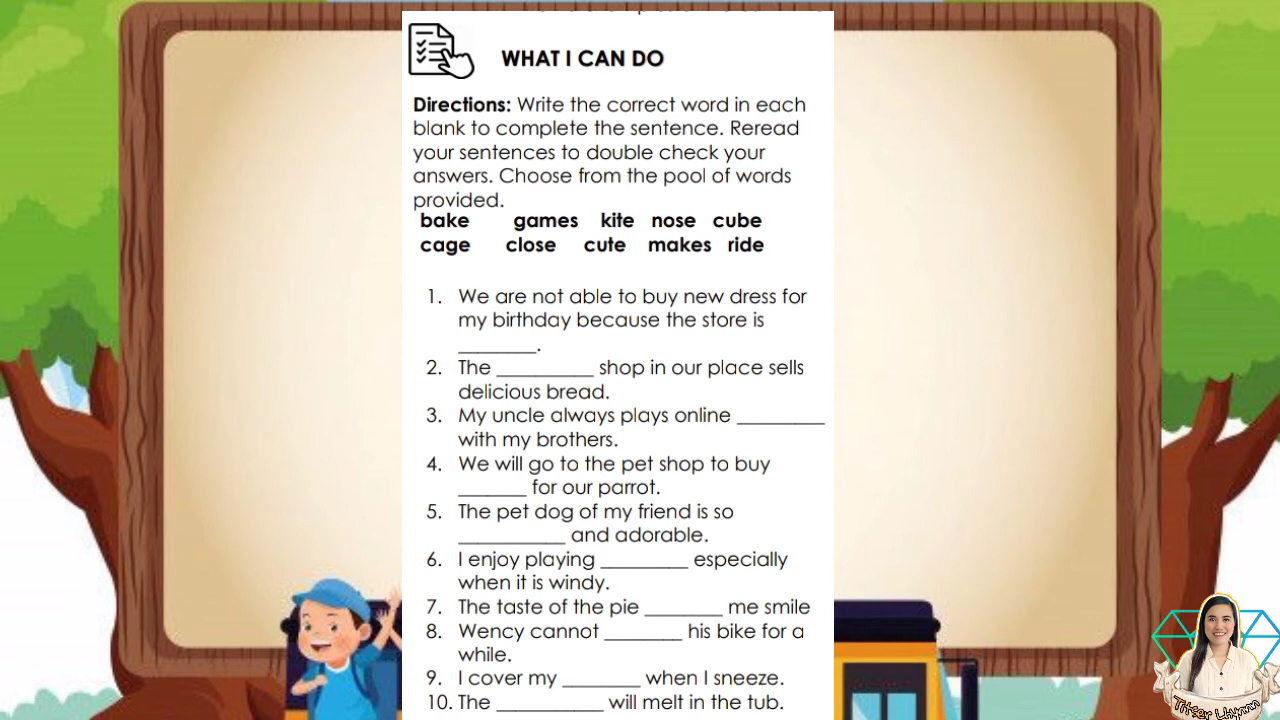 WHAT I CAN DO
Directions: Write the correct word in each
blank to complete the sentence. Reread
your sentences to double check your
answers. Choose from the pool of words
provided.
bake games kite nose cube
cage close cute makes ride
1. We are not able to buy new dress for
my birthday because the store is
________.
2. The __________ shop in our place sells
delicious bread.
3. My uncle always plays online _________
with my brothers.
4. We will go to the pet shop to buy
_______ for our parrot.
5. The pet dog of my friend is so
___________ and adorable.
6. I enjoy playing _________ especially
when it is windy.
7. The taste of the pie ________ me smile
8. Wency cannot ________ his bike for a
while.
9. I cover my ________ when I sneeze.
10. The ___________ will melt in the tub.